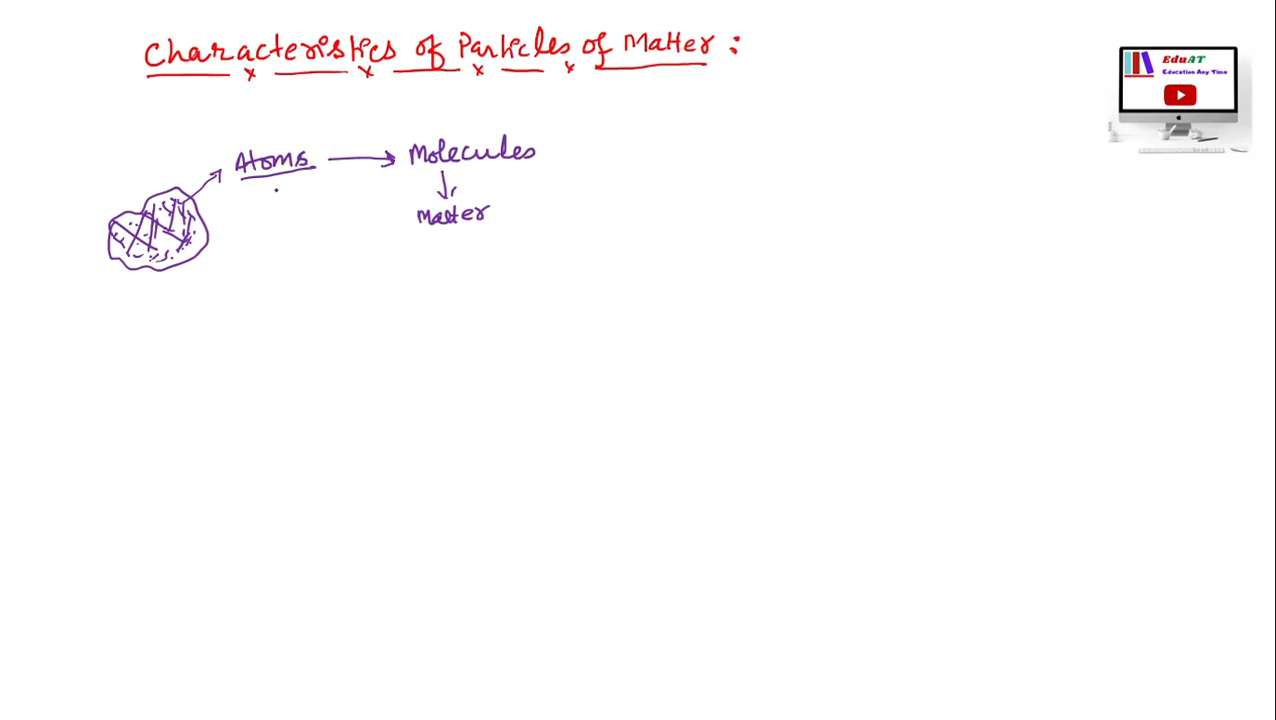 Characteristics of Particles of Matter :
EduAT
Education Any Time
Atoms → Molecules
↓
Matter